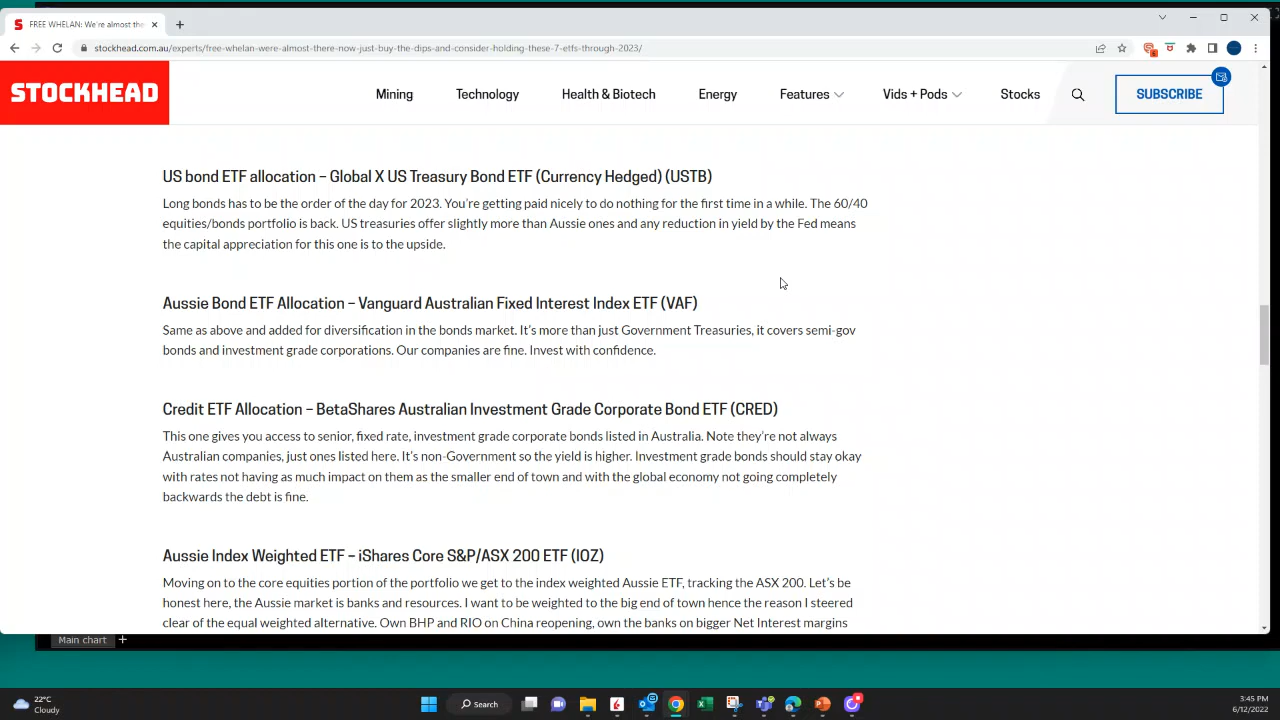 FREE WHELAN: We're almost the
stockhead.com.au/experts/free-whelan-were-almost-there-now-just-buy-the-dips-and-consider-holding-these-7-etfs-through-2023/
STOCKHEAD
Mining
Technology
Health & Biotech
Energy
Features
Vids + Pods
Stocks
SUBSCRIBE
US bond ETF allocation – Global X US Treasury Bond ETF (Currency Hedged) (USTB)
Long bonds has to be the order of the day for 2023. You're getting paid nicely to do nothing for the first time in a while. The 60/40
equities/bonds portfolio is back. US treasuries offer slightly more than Aussie ones and any reduction in yield by the Fed means
the capital appreciation for this one is to the upside.
Aussie Bond ETF Allocation – Vanguard Australian Fixed Interest Index ETF (VAF)
Same as above and added for diversification in the bonds market. It's more than just Government Treasuries, it covers semi-gov
bonds and investment grade corporations. Our companies are fine. Invest with confidence.
Credit ETF Allocation – BetaShares Australian Investment Grade Corporate Bond ETF (CRED)
This one gives you access to senior, fixed rate, investment grade corporate bonds listed in Australia. Note they're not always
Australian companies, just ones listed here. It's non-Government so the yield is higher. Investment grade bonds should stay okay
with rates not having as much impact on them as the smaller end of town and with the global economy not going completely
backwards the debt is fine.
Aussie Index Weighted ETF – iShares Core S&P/ASX 200 ETF (IOZ)
Moving on to the core equities portion of the portfolio we get to the index weighted Aussie ETF, tracking the ASX 200. Let's be
honest here, the Aussie market is banks and resources. I want to be weighted to the big end of town hence the reason I steered
clear of the equal weighted alternative. Own BHP and RIO on China reopening, own the banks on bigger Net Interest margins
Main chart
22°C
Cloudy
Search
3:45 PM
6/12/2022